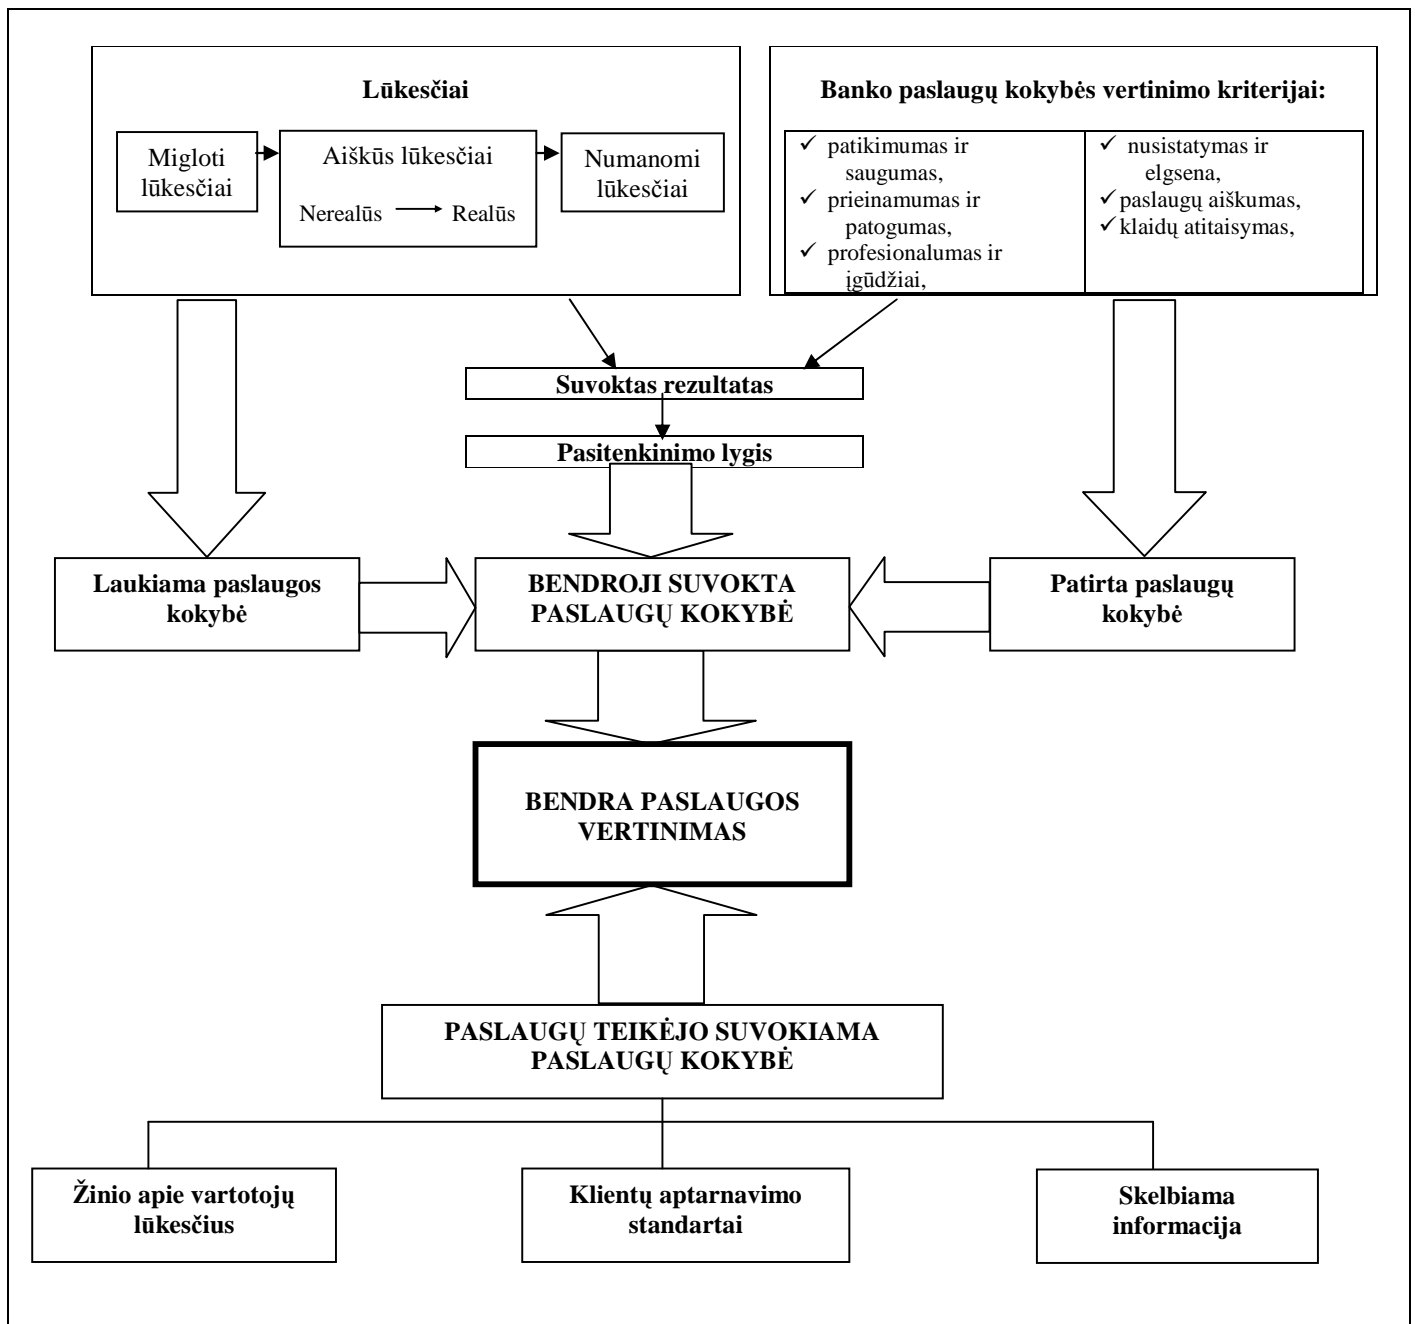 Lūkesčiai
Migloti
lūkesčiai
Aiškūs lūkesčiai
Nerealūs
Realūs
Numanomi
lūkesčiai
Banko paslaugų kokybės vertinimo kriterijai:
patikimumas ir
saugumas,
prieinamumas ir
patogumas,
profesionalumas ir
įgūdžiai,
nusistatymas ir
elgsena,
paslaugų aiškumas,
klaidų atitaisymas,
Suvoktas rezultatas
Pasitenkinimo lygis
Laukiama paslaugos
kokybė
BENDROJI SUVOKTA
PASLAUGŲ KOKYBĖ
Patirta paslaugų
kokybė
BENDRA PASLAUGOS
VERTINIMAS
PASLAUGŲ TEIKĖJO SUVOKIAMA
PASLAUGŲ KOKYBĖ
Žinio apie vartotojų
lūkesčius
Klientų aptarnavimo
standartai
Skelbiama
informacija